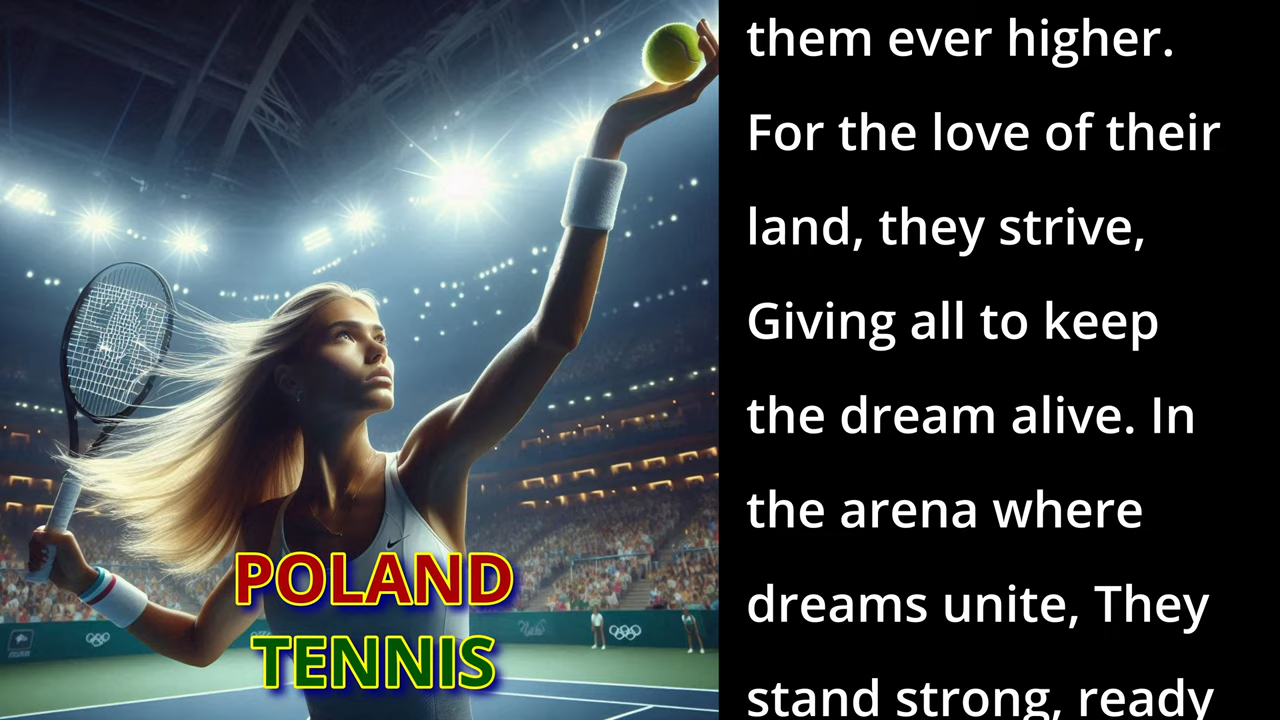 them ever higher.
For the love of their
land, they strive,
Giving all to keep
the dream alive. In
the arena where
dreams unite, They
stand strong, ready
POLAND
TENNIS